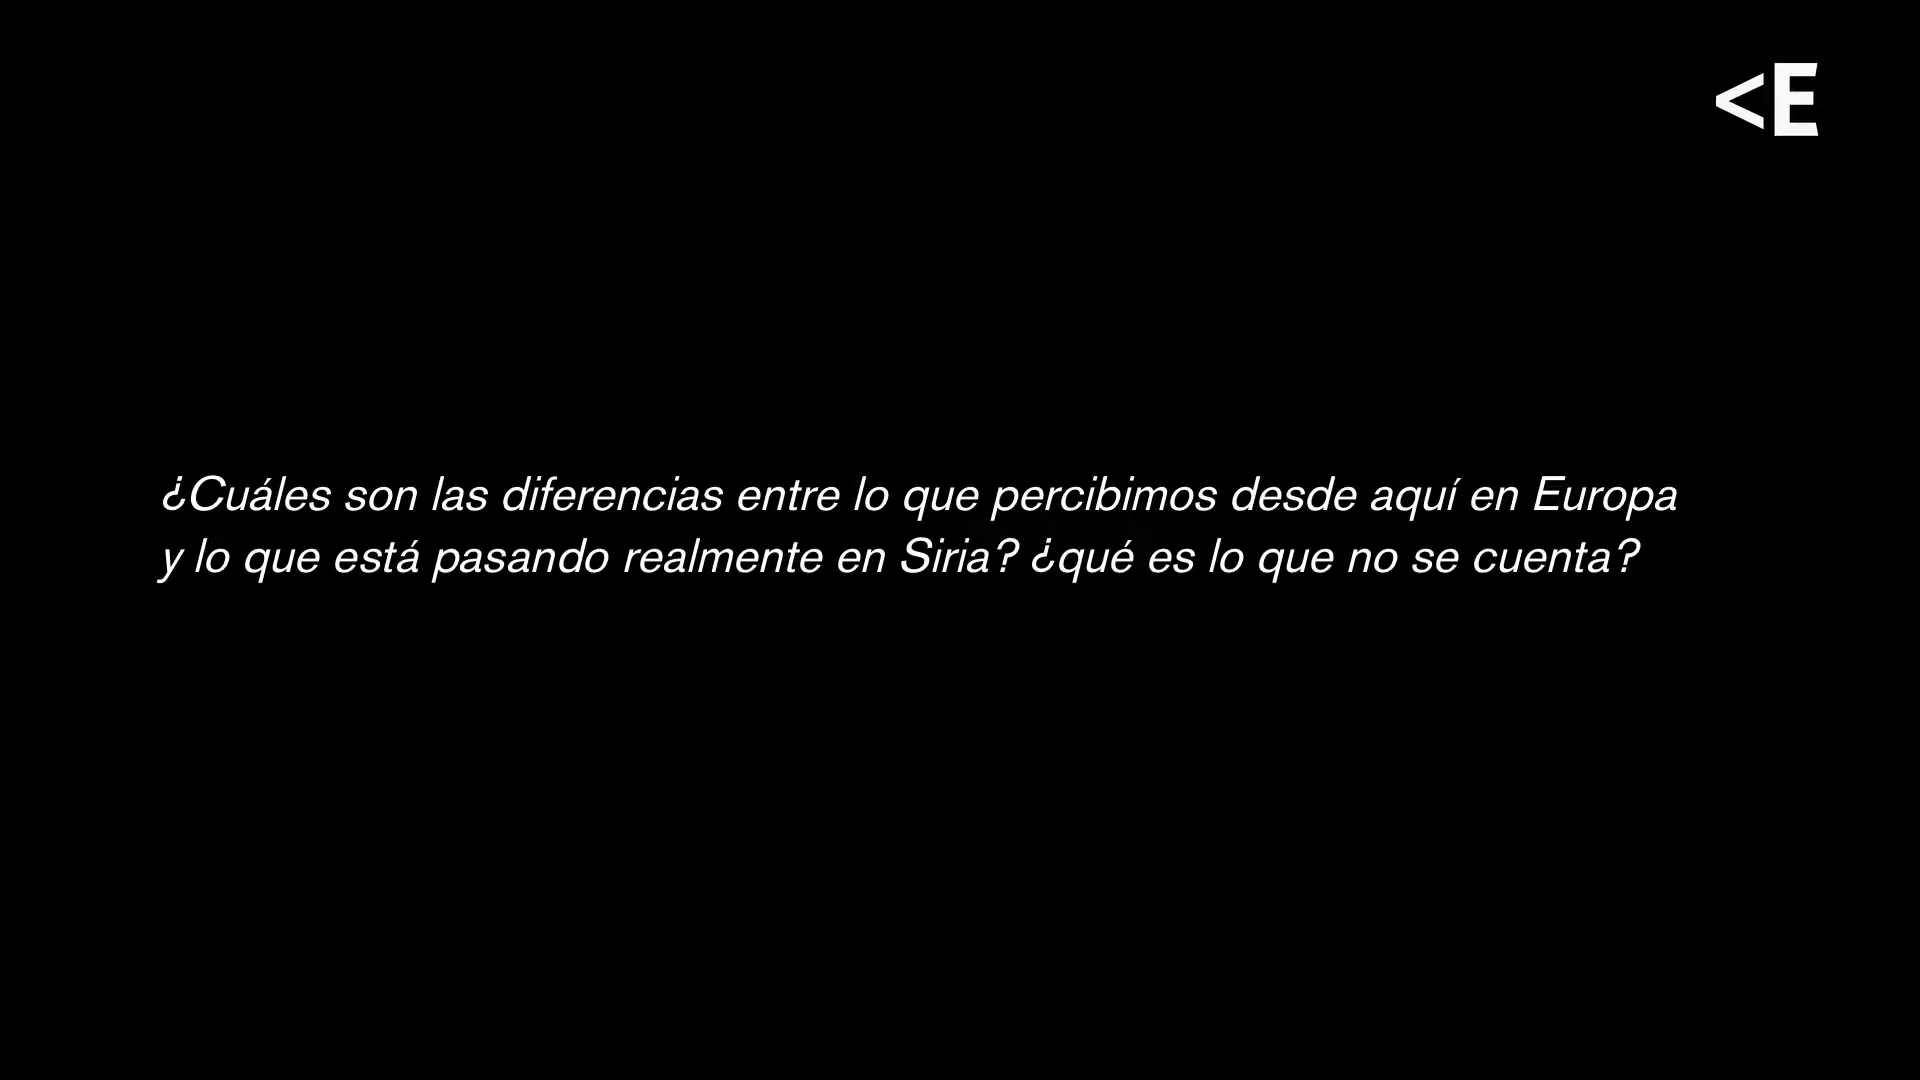 <E
¿Cuáles son las diferencias entre lo que percibimos desde aquí en Europa
y lo que está pasando realmente en Siria? ¿qué es lo que no se cuenta?